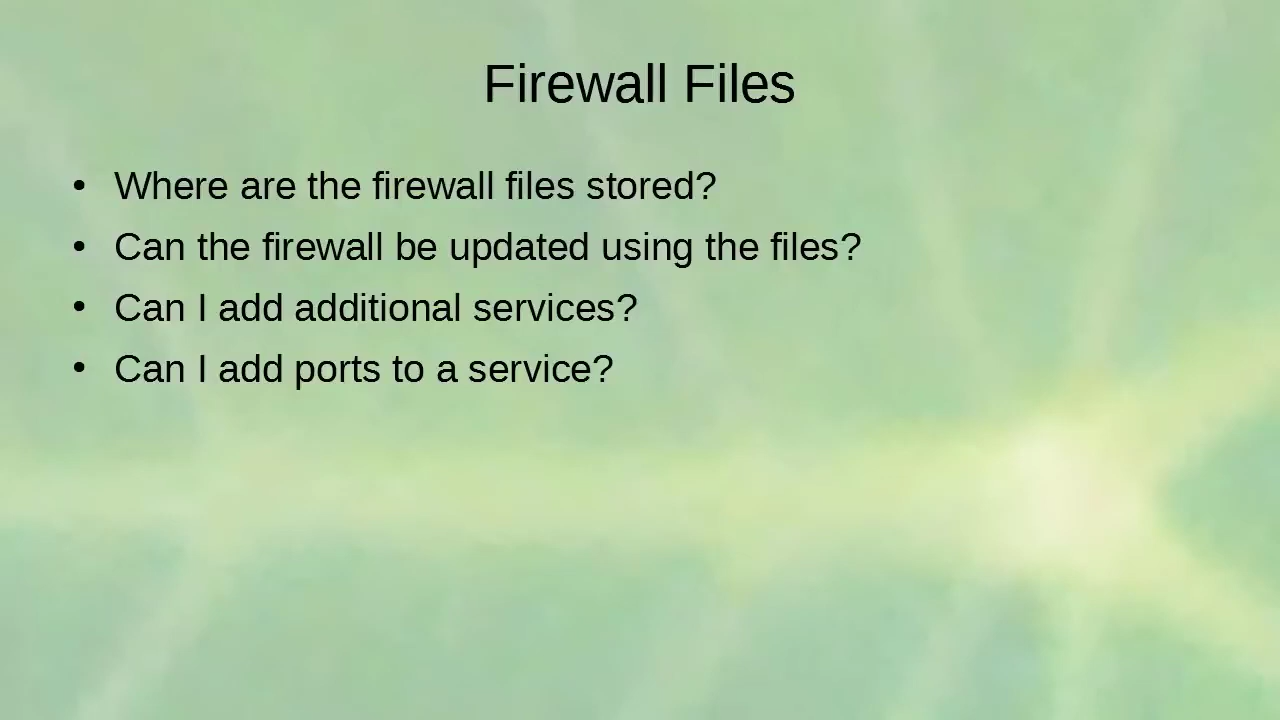 Firewall Files
• Where are the firewall files stored?
• Can the firewall be updated using the files?
• Can I add additional services?
• Can I add ports to a service?